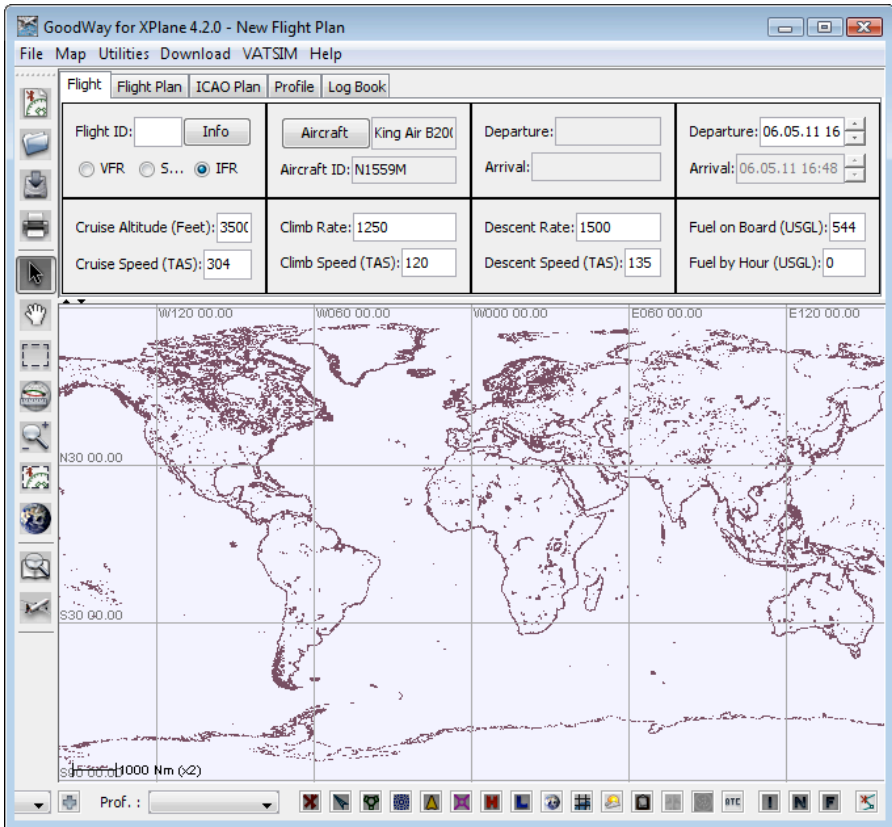 GoodWay for XPlane 4.2.0 - New Flight Plan
File Map Utilities Download VATSIM Help
Flight Flight Plan ICAO Plan Profile Log Book
Flight ID: Info Aircraft King Air B20( Departure: Departure: 06.05.11 16
VFR S... IFR Aircraft ID: N1559M Arrival: Arrival: 06.05.11 16:48
Cruise Altitude (Feet): 350( Climb Rate: 1250 Descent Rate: 1500 Fuel on Board (USGL): 544
Cruise Speed (TAS): 304 Climb Speed (TAS): 120 Descent Speed (TAS): 135 Fuel by Hour (USGL): 0
W120 00.00 W060 00.00 W000 00.00 E060 00.00 E120 00.00
N30 00.00
S30 00.00
S90 00.00 1000 Nm (x2)
Prof. : H L ATC I N F